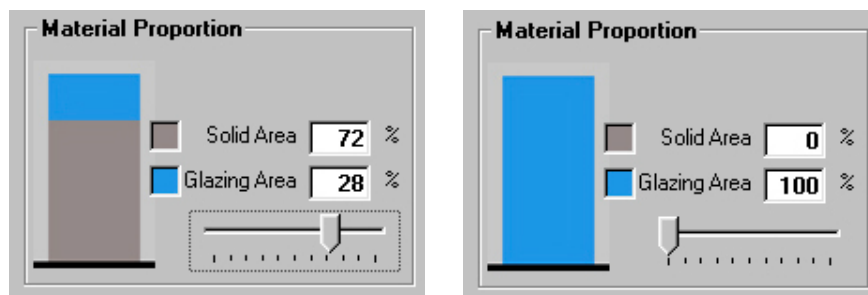 Material Proportion
Solid Area 72 %
Glazing Area 28 %
Material Proportion
Solid Area 0 %
Glazing Area 100 %